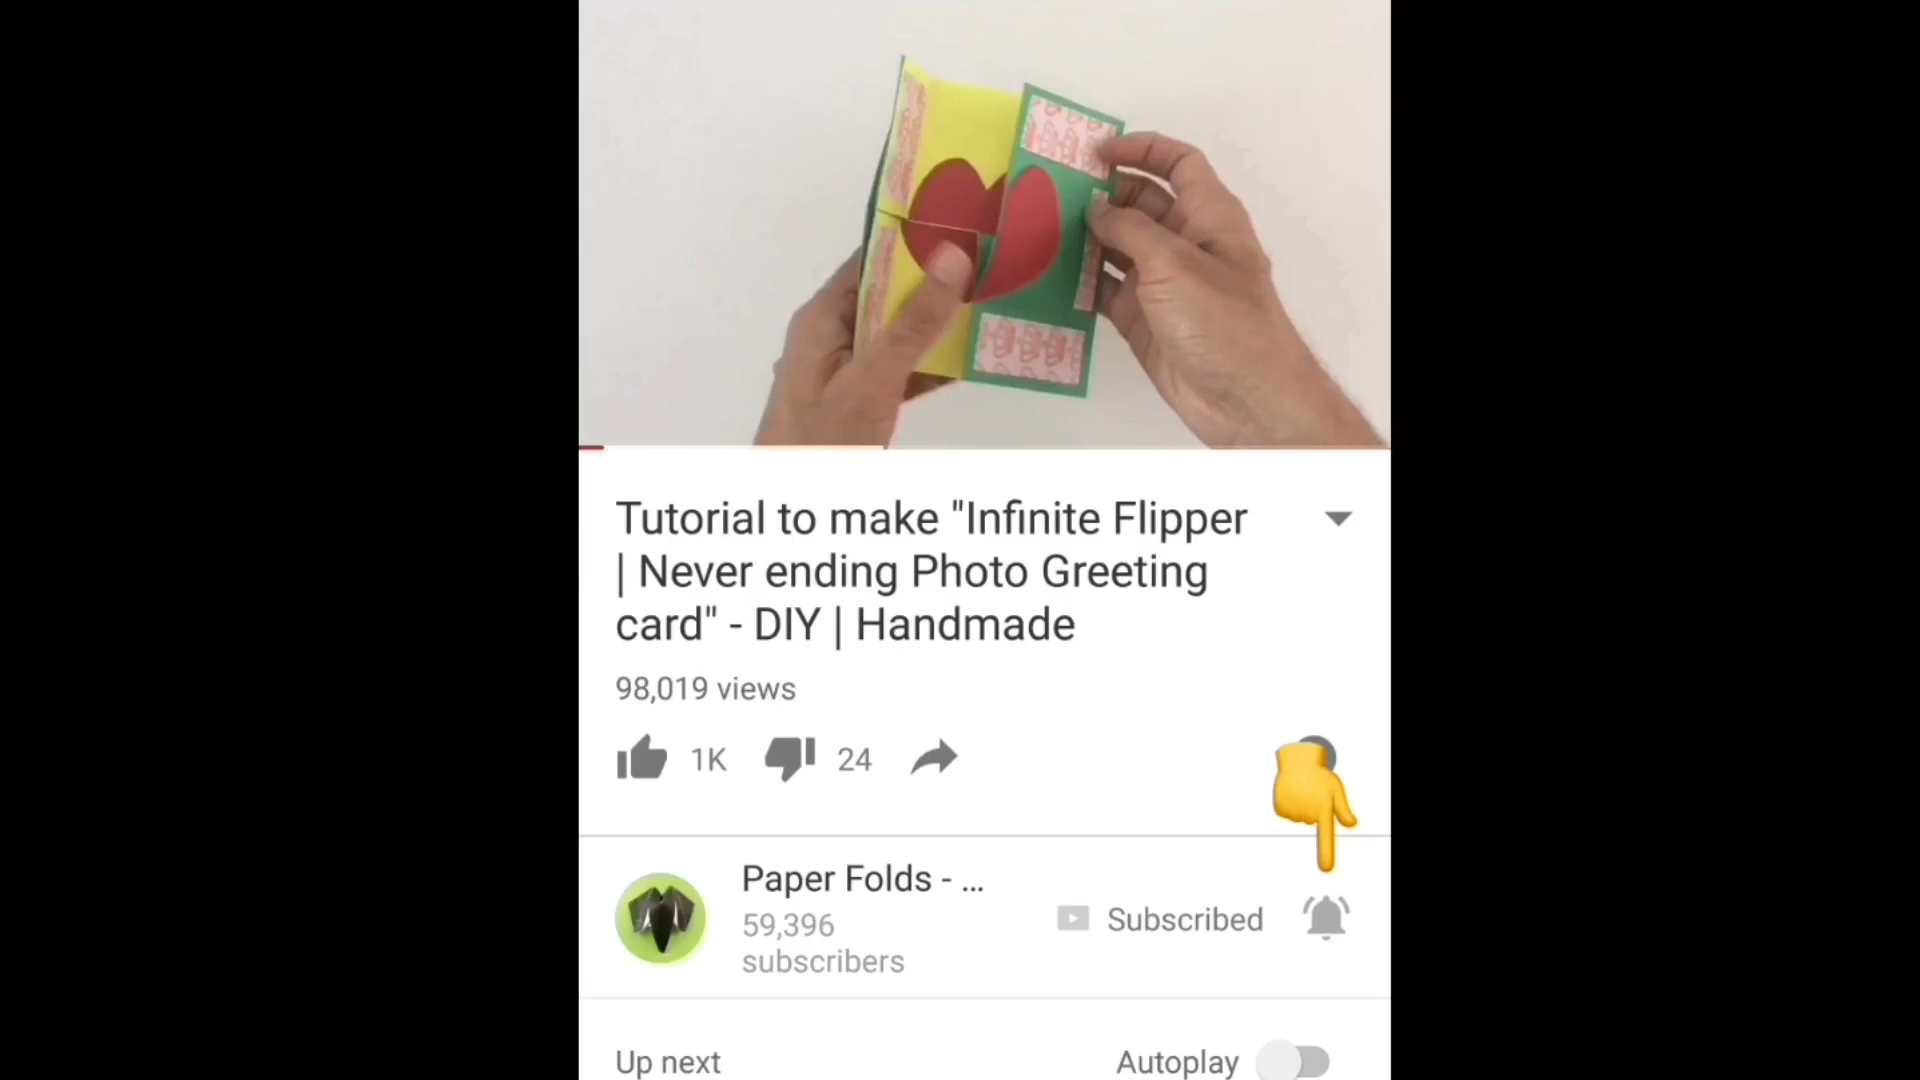 Tutorial to make "Infinite Flipper
| Never ending Photo Greeting
card" - DIY | Handmade
98,019 views
1K 24
Paper Folds - ...
59,396
subscribers
Subscribed
Up next
Autoplay